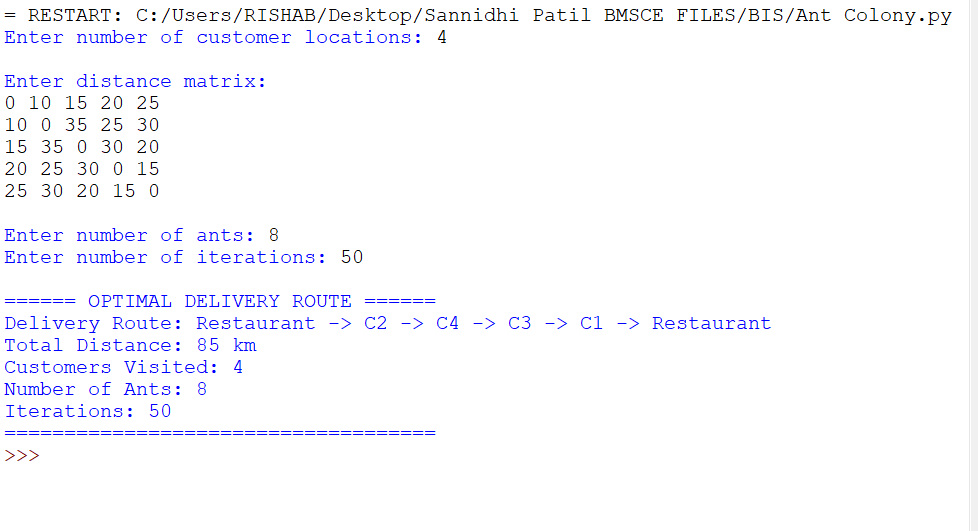 = RESTART: C:/Users/RISHAB/Desktop/Sannidhi Patil BMSCE FILES/BIS/Ant Colony.py
Enter number of customer locations: 4
Enter distance matrix:
0 10 15 20 25
10 0 35 25 30
15 35 0 30 20
20 25 30 0 15
25 30 20 15 0
Enter number of ants: 8
Enter number of iterations: 50
====== OPTIMAL DELIVERY ROUTE ======
Delivery Route: Restaurant -> C2 -> C4 -> C3 -> C1 -> Restaurant
Total Distance: 85 km
Customers Visited: 4
Number of Ants: 8
Iterations: 50
====================================
>>>